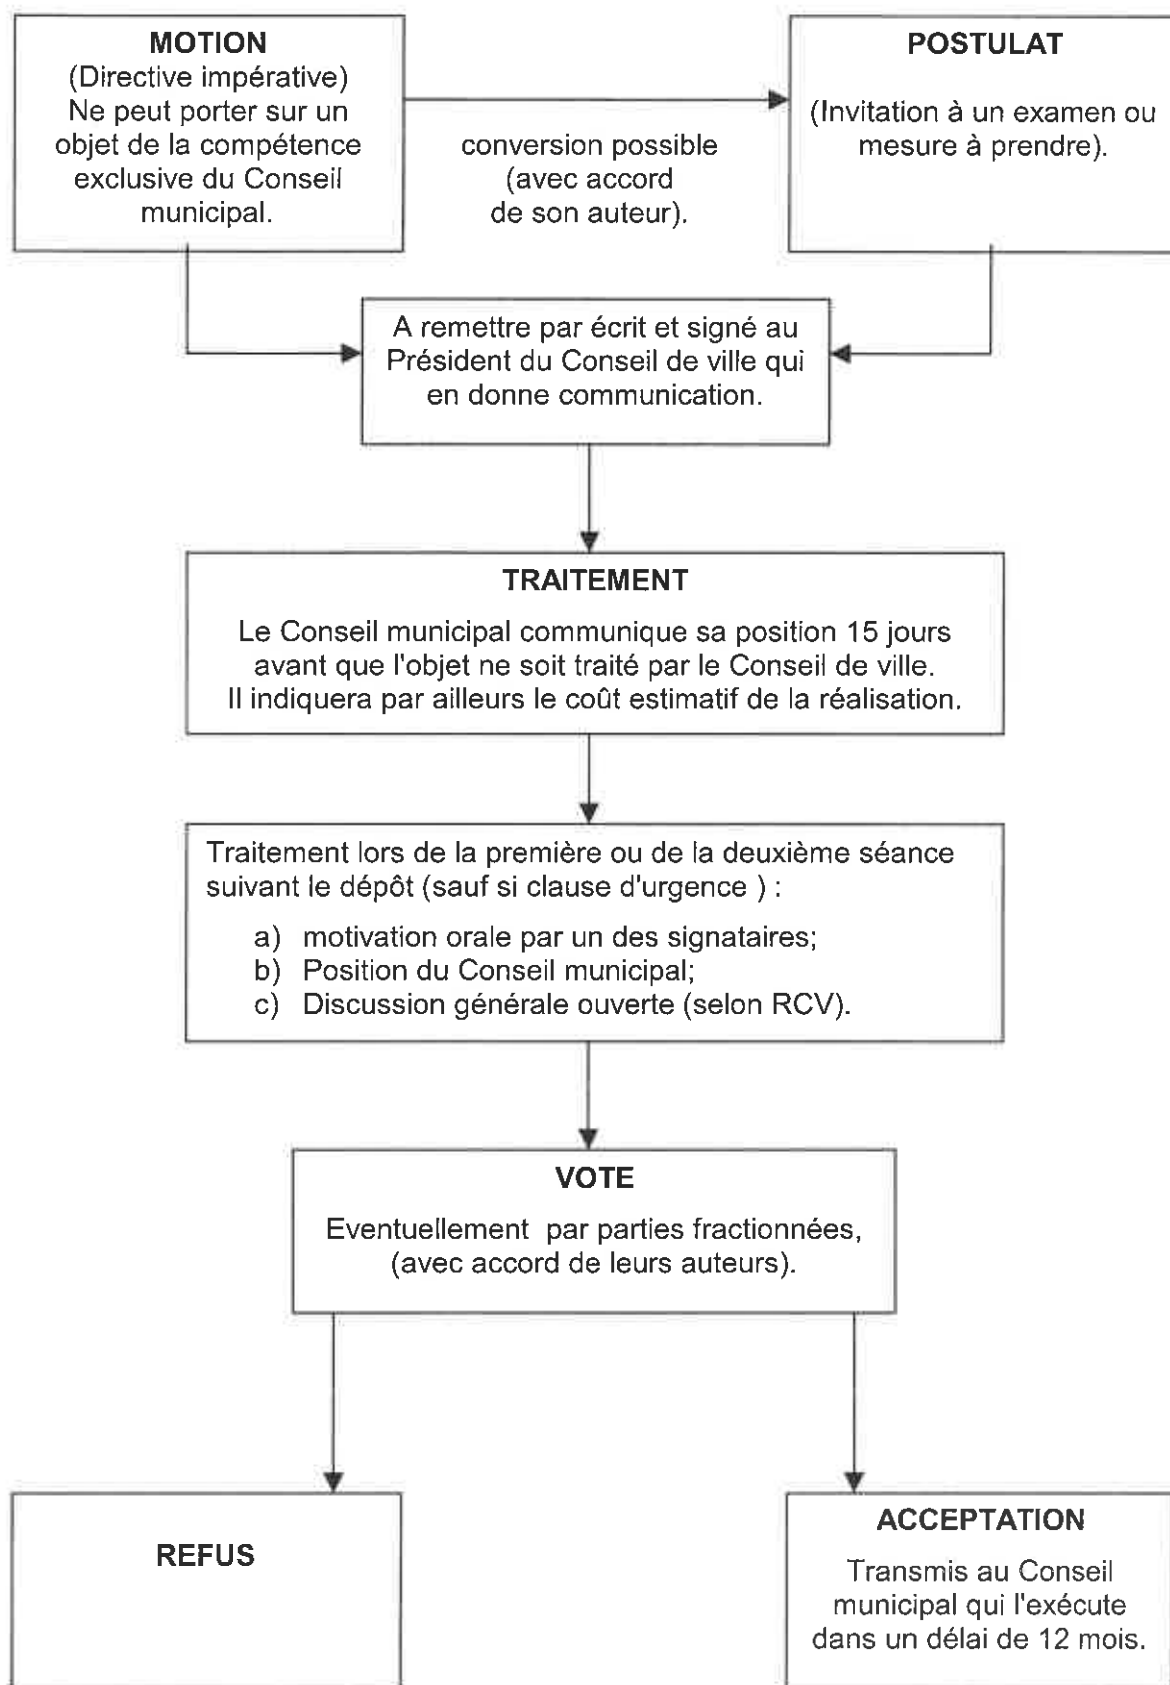 MOTION
(Directive impérative)
Ne peut porter sur un
objet de la compétence
exclusive du Conseil
municipal.
conversion possible
(avec accord
de son auteur).
POSTULAT
(Invitation à un examen ou
mesure à prendre).
A remettre par écrit et signé au
Président du Conseil de ville qui
en donne communication.
TRAITEMENT
Le Conseil municipal communique sa position 15 jours
avant que l'objet ne soit traité par le Conseil de ville.
Il indiquera par ailleurs le coût estimatif de la réalisation.
Traitement lors de la première ou de la deuxième séance
suivant le dépôt (sauf si clause d'urgence ) :
a) motivation orale par un des signataires;
b) Position du Conseil municipal;
c) Discussion générale ouverte (selon RCV).
VOTE
Eventuellement par parties fractionnées,
(avec accord de leurs auteurs).
REFUS
ACCEPTATION
Transmis au Conseil
municipal qui l'exécute
dans un délai de 12 mois.